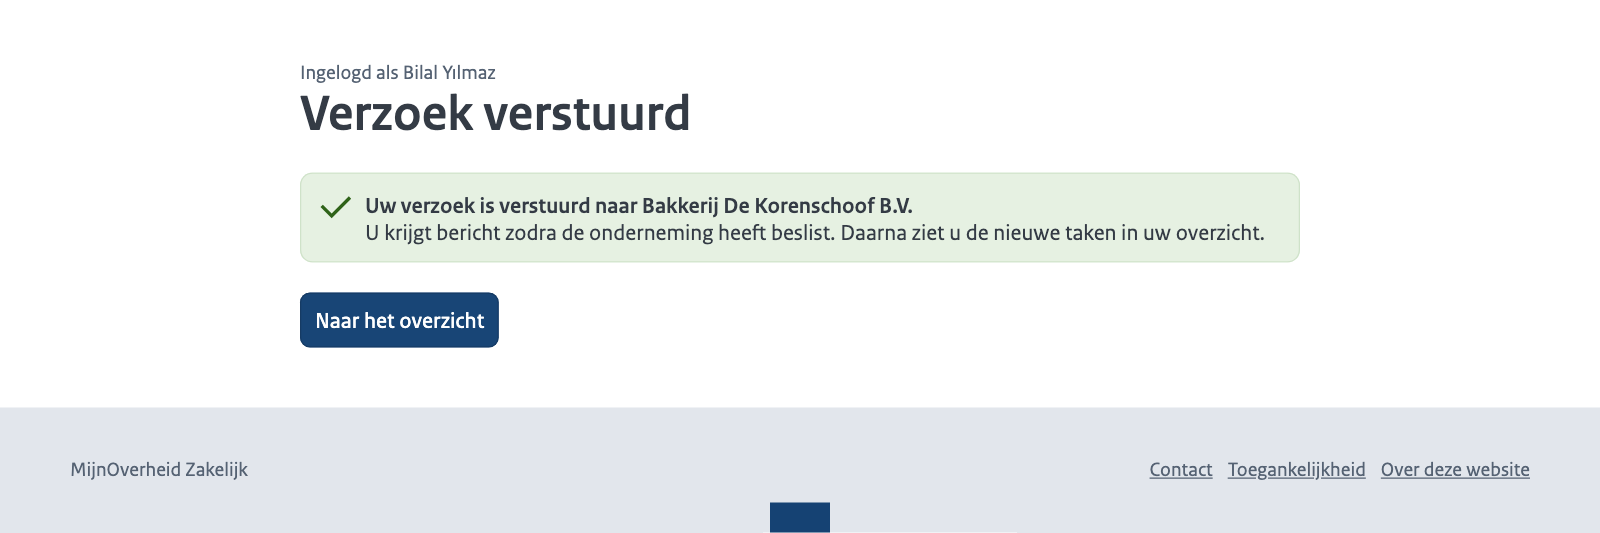 Ingelogd als Bilal Yılmaz
Verzoek verstuurd
Uw verzoek is verstuurd naar Bakkerij De Korenschoof B.V.
U krijgt bericht zodra de onderneming heeft beslist. Daarna ziet u de nieuwe taken in uw overzicht.
Naar het overzicht
MijnOverheid Zakelijk
Contact Toegankelijkheid Over deze website